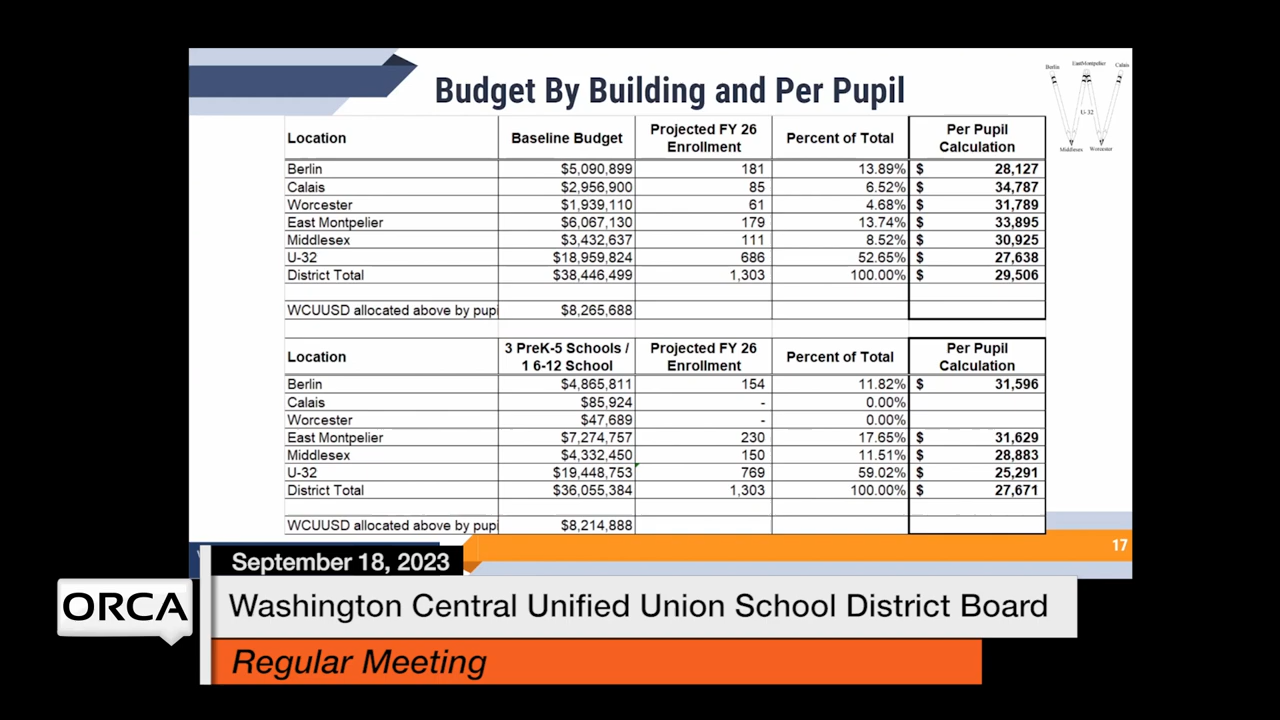 Budget By Building and Per Pupil
Berlin EastMontpelier Calais
U-32
Middlesex Worcester
Location Baseline Budget Projected FY 26 Enrollment Percent of Total Per Pupil Calculation
Berlin $5,090,899 181 13.89% $ 28,127
Calais $2,956,900 85 6.52% $ 34,787
Worcester $1,939,110 61 4.68% $ 31,789
East Montpelier $6,067,130 179 13.74% $ 33,895
Middlesex $3,432,637 111 8.52% $ 30,925
U-32 $18,959,824 686 52.65% $ 27,638
District Total $38,446,499 1,303 100.00% $ 29,506
WCUUSD allocated above by pupi $8,265,688
Location 3 PreK-5 Schools / 1 6-12 School Projected FY 26 Enrollment Percent of Total Per Pupil Calculation
Berlin $4,865,811 154 11.82% $ 31,596
Calais $85,924 - 0.00%
Worcester $47,689 - 0.00%
East Montpelier $7,274,757 230 17.65% $ 31,629
Middlesex $4,332,450 150 11.51% $ 28,883
U-32 $19,448,753 769 59.02% $ 25,291
District Total $36,055,384 1,303 100.00% $ 27,671
WCUUSD allocated above by pupi $8,214,888
17
September 18, 2023
ORCA
Washington Central Unified Union School District Board
Regular Meeting